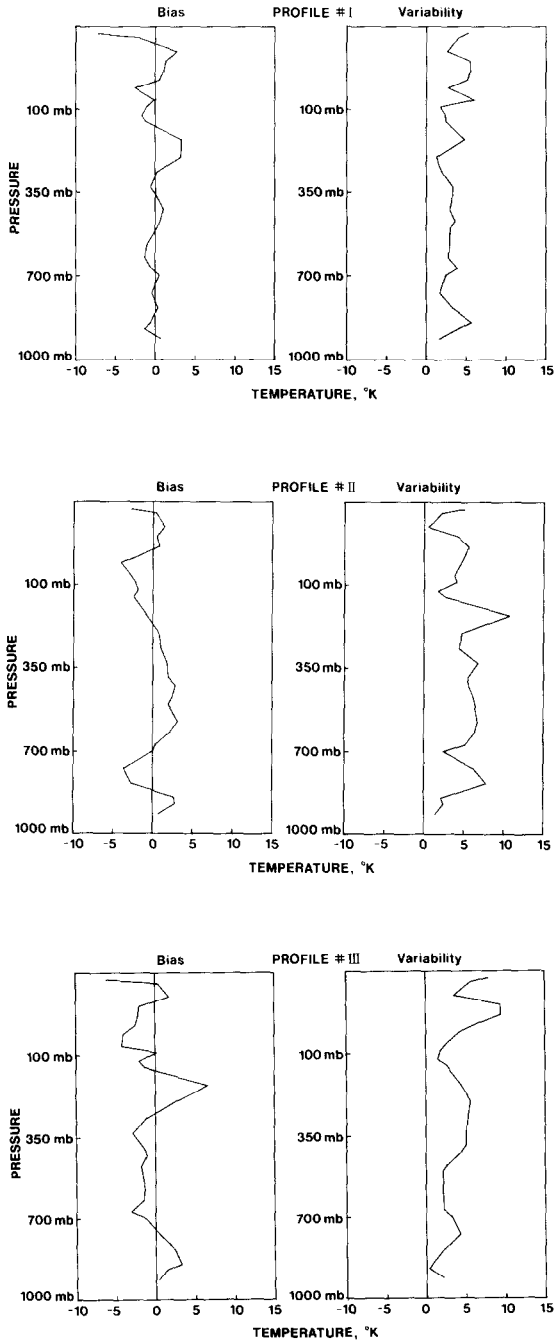 Bias PROFILE #I Variability
100 mb 100 mb
350 mb 350 mb
PRESSURE
700 mb 700 mb
1000 mb 1000 mb
-10 -5 0 5 10 15 -10 -5 0 5 10 15
TEMPERATURE, °K TEMPERATURE, °K
Bias PROFILE #II Variability
100 mb 100 mb
350 mb 350 mb
PRESSURE
700 mb 700 mb
1000 mb 1000 mb
-10 -5 0 5 10 15 -10 -5 0 5 10 15
TEMPERATURE, °K TEMPERATURE, °K
Bias PROFILE #III Variability
100 mb 100 mb
350 mb 350 mb
PRESSURE
700 mb 700 mb
1000 mb 1000 mb
-10 -5 0 5 10 15 -10 -5 0 5 10 15
TEMPERATURE, °K TEMPERATURE, °K